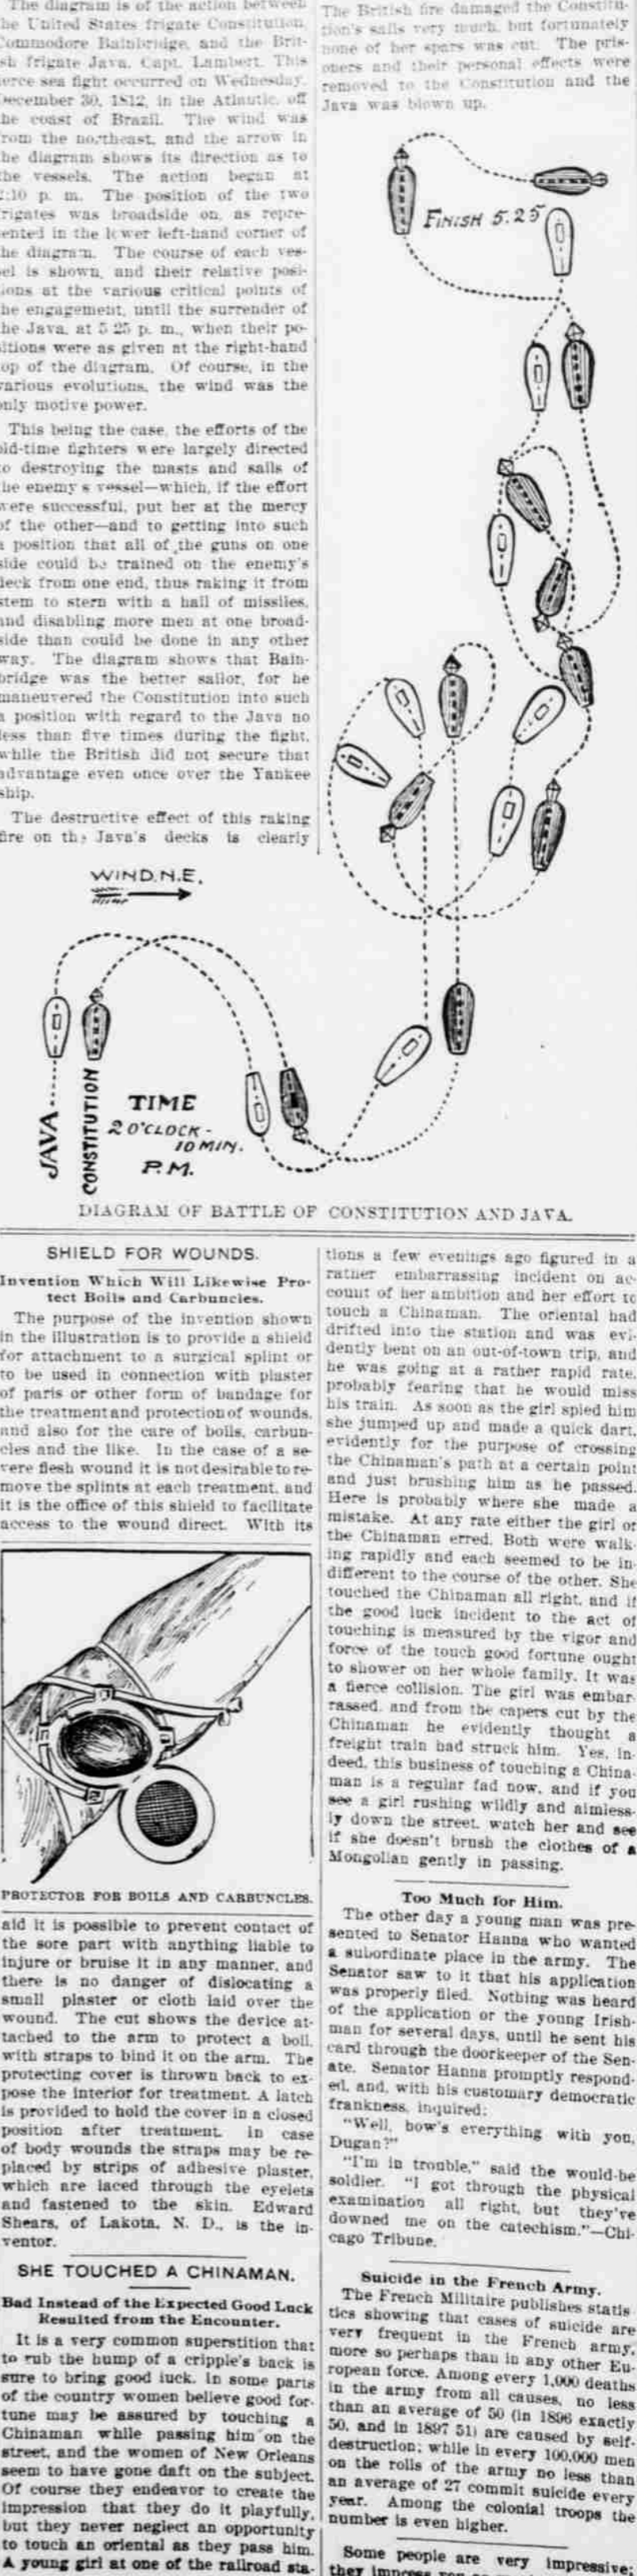 The diagram is of the action between
the United States frigate Constitution,
Commodore Bainbridge, and the Brit-
ish frigate Java, Capt. Lambert. This
fierce sea fight occurred on Wednesday,
December 30, 1812, in the Atlantic, off
the coast of Brazil. The wind was
from the northeast, and the arrow in
the diagram shows its direction as to
the vessels. The action began at
2:10 p. m. The position of the two
frigates was broadside on, as repre-
sented in the lower left-hand corner of
the diagram. The course of each ves-
sel is shown, and their relative posi-
tions at the various critical points of
the engagement, until the surrender of
the Java, at 5 25 p. m., when their po-
sitions were as given at the right-hand
top of the diagram. Of course, in the
various evolutions, the wind was the
only motive power.
This being the case, the efforts of the
old-time fighters were largely directed
to destroying the masts and sails of
the enemy's vessel—which, if the effort
were successful, put her at the mercy
of the other—and to getting into such
a position that all of the guns on one
side could be trained on the enemy's
deck from one end, thus raking it from
stem to stern with a hail of missiles,
and disabling more men at one broad-
side than could be done in any other
way. The diagram shows that Bain-
bridge was the better sailor, for he
maneuvered the Constitution into such
a position with regard to the Java no
less than five times during the fight,
while the British did not secure that
advantage even once over the Yankee
ship.
The destructive effect of this raking
fire on the Java's decks is clearly
The British fire damaged the Constitu-
tion's sails very much, but fortunately
none of her spars was cut. The pris-
oners and their personal effects were
removed to the Constitution and the
Java was blown up.
FINISH 5.25
WIND.N.E.
JAVA
CONSTITUTION
TIME
2 O'CLOCK-
10 MIN.
P.M.
DIAGRAM OF BATTLE OF CONSTITUTION AND JAVA.
SHIELD FOR WOUNDS.
Invention Which Will Likewise Pro-
tect Boils and Carbuncles.
The purpose of the invention shown
in the illustration is to provide a shield
for attachment to a surgical splint or
to be used in connection with plaster
of paris or other form of bandage for
the treatment and protection of wounds,
and also for the care of boils, carbun-
cles and the like. In the case of a se-
vere flesh wound it is not desirable to re-
move the splints at each treatment, and
it is the office of this shield to facilitate
access to the wound direct. With its
PROTECTOR FOR BOILS AND CARBUNCLES.
aid it is possible to prevent contact of
the sore part with anything liable to
injure or bruise it in any manner, and
there is no danger of dislocating a
small plaster or cloth laid over the
wound. The cut shows the device at-
tached to the arm to protect a boil,
with straps to bind it on the arm. The
protecting cover is thrown back to ex-
pose the interior for treatment. A latch
is provided to hold the cover in a closed
position after treatment. in case
of body wounds the straps may be re-
placed by strips of adhesive plaster,
which are laced through the eyelets
and fastened to the skin. Edward
Shears, of Lakota, N. D., is the in-
ventor.
SHE TOUCHED A CHINAMAN.
Bad Instead of the Expected Good Luck
Resulted from the Encounter.
It is a very common superstition that
to rub the hump of a cripple's back is
sure to bring good luck. In some parts
of the country women believe good for-
tune may be assured by touching a
Chinaman while passing him on the
street, and the women of New Orleans
seem to have gone daft on the subject.
Of course they endeavor to create the
impression that they do it playfully,
but they never neglect an opportunity
to touch an oriental as they pass him.
A young girl at one of the railroad sta-
tions a few evenings ago figured in a
rather embarrassing incident on ac-
count of her ambition and her effort to
touch a Chinaman. The oriental had
drifted into the station and was evi-
dently bent on an out-of-town trip, and
he was going at a rather rapid rate,
probably fearing that he would miss
his train. As soon as the girl spied him
she jumped up and made a quick dart,
evidently for the purpose of crossing
the Chinaman's path at a certain point
and just brushing him as he passed.
Here is probably where she made a
mistake. At any rate either the girl or
the Chinaman erred. Both were walk-
ing rapidly and each seemed to be in-
different to the course of the other. She
touched the Chinaman all right, and if
the good luck incident to the act of
touching is measured by the vigor and
force of the touch good fortune ought
to shower on her whole family. It was
a fierce collision. The girl was embar-
rassed, and from the capers cut by the
Chinaman he evidently thought a
freight train had struck him. Yes, in-
deed, this business of touching a China-
man is a regular fad now, and if you
see a girl rushing wildly and aimless-
ly down the street, watch her and see
if she doesn't brush the clothes of a
Mongolian gently in passing.
Too Much for Him.
The other day a young man was pre-
sented to Senator Hanna who wanted
a subordinate place in the army. The
Senator saw to it that his application
was properly filed. Nothing was heard
of the application or the young Irish-
man for several days, until he sent his
card through the doorkeeper of the Sen-
ate. Senator Hanna promptly respond-
ed, and, with his customary democratic
frankness, inquired:
"Well, how's everything with you,
Dugan?"
"I'm in trouble," said the would-be
soldier. "I got through the physical
examination all right, but they've
downed me on the catechism."—Chi-
cago Tribune.
Suicide in the French Army.
The French Militaire publishes statis-
tics showing that cases of suicide are
very frequent in the French army,
more so perhaps than in any other Eu-
ropean force. Among every 1,000 deaths
in the army from all causes, no less
than an average of 50 (in 1896 exactly
50, and in 1897 51) are caused by self-
destruction; while in every 100,000 men
on the rolls of the army no less than
an average of 27 commit suicide every
year. Among the colonial troops the
number is even higher.
Some people are very impressive;
they impress you